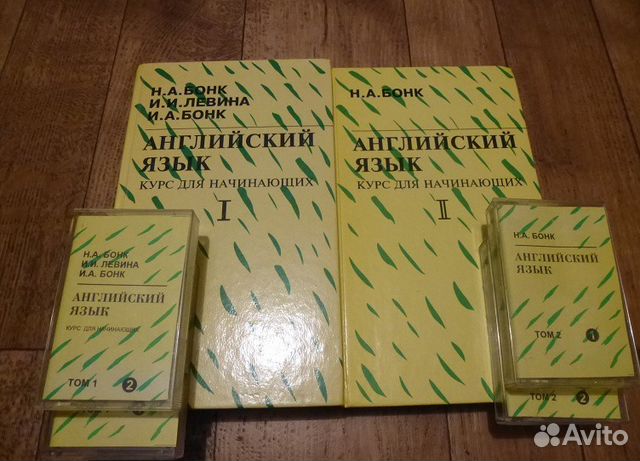 Н.А.БОНК
И.И.ЛЕВИНА
И.А.БОНК
АНГЛИЙСКИЙ
ЯЗЫК
КУРС ДЛЯ НАЧИНАЮЩИХ
I
Н.А.БОНК
АНГЛИЙСКИЙ
ЯЗЫК
КУРС ДЛЯ НАЧИНАЮЩИХ
II
Н.А. БОНК
И.И. ЛЕВИНА
И.А. БОНК
АНГЛИЙСКИЙ
ЯЗЫК
КУРС ДЛЯ НАЧИНАЮЩИХ
ТОМ 1 2
Н.А. БОНК
АНГЛИЙСКИЙ
ЯЗЫК
ТОМ 2 1
ТОМ 2 2
Avito